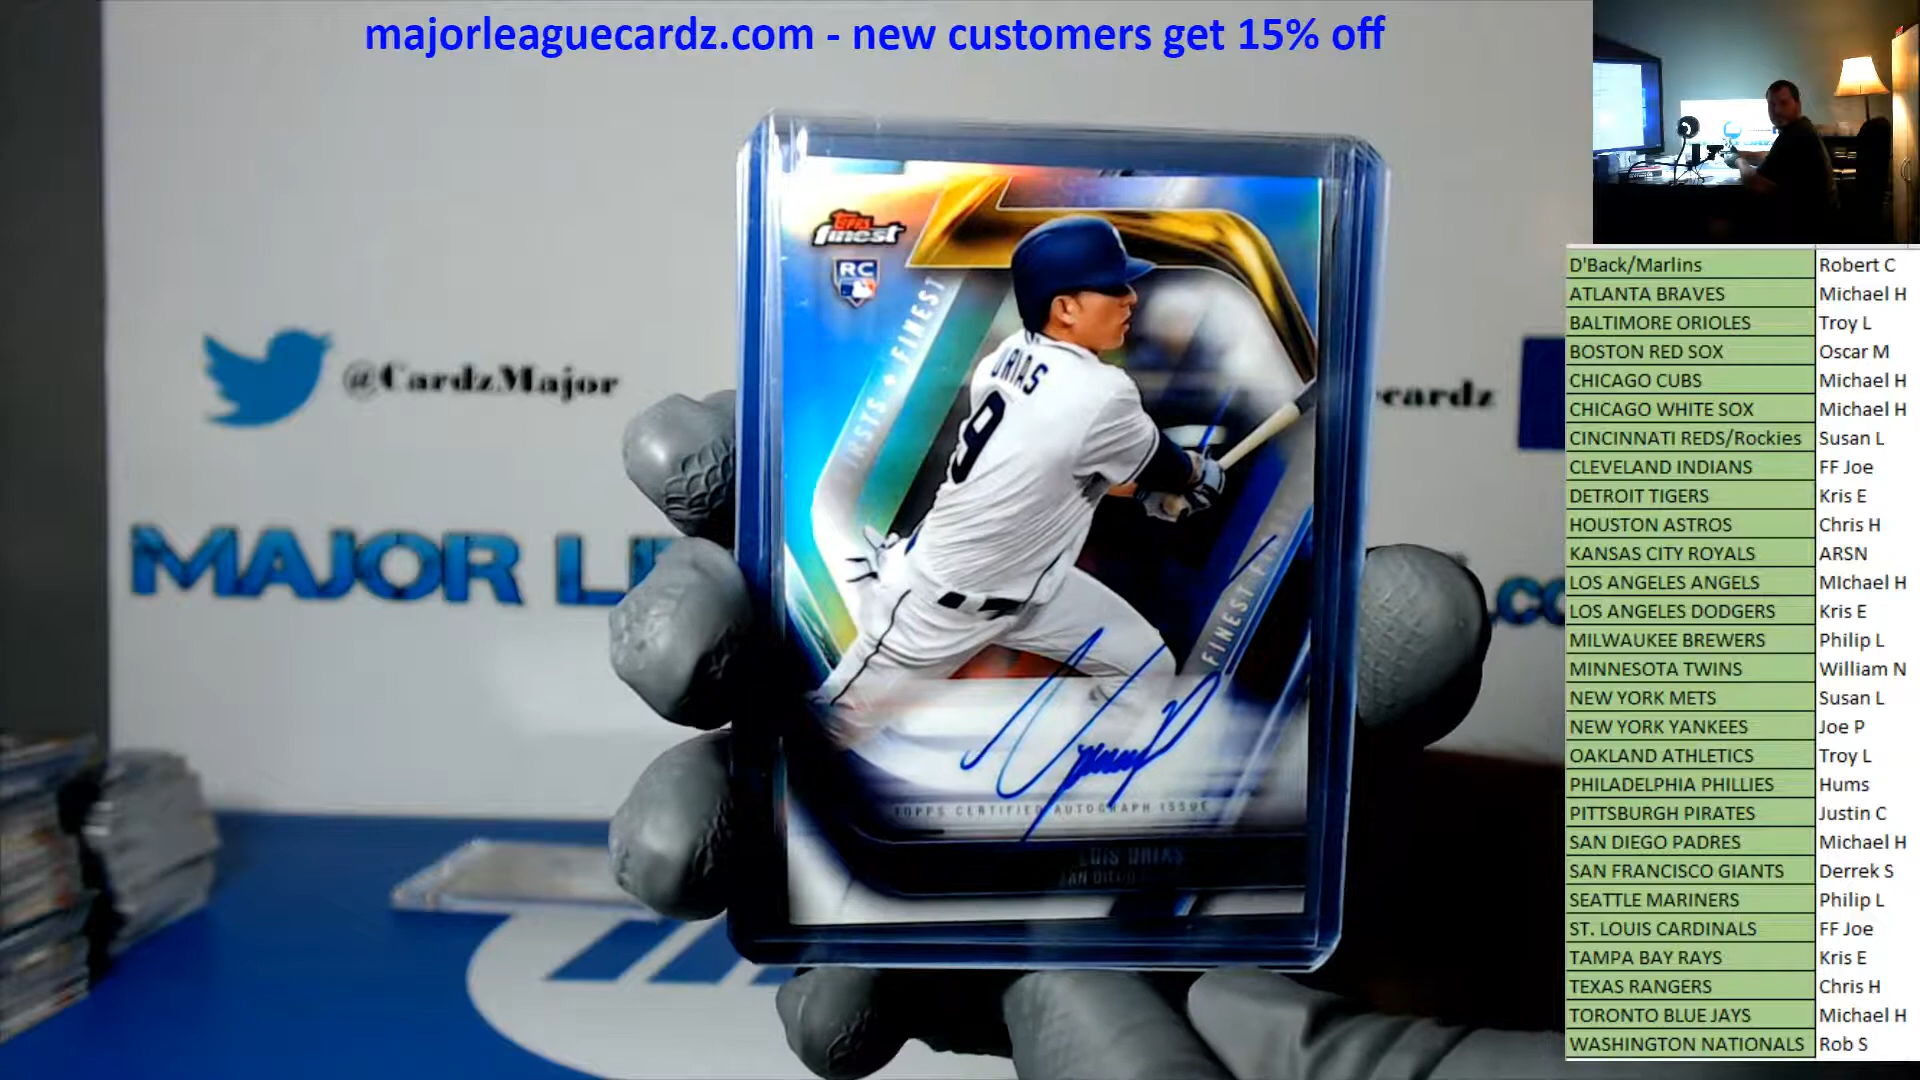 majorleaguecardz.com - new customers get 15% off
@CardzMajor
MAJOR
Topps
finest
RC
URIAS
9
FIRSTS • FINEST
FINEST
TOPPS CERTIFIED AUTOGRAPH ISSUE
LUIS URIAS
SAN DIEGO
D'Back/Marlins Robert C
ATLANTA BRAVES Michael H
BALTIMORE ORIOLES Troy L
BOSTON RED SOX Oscar M
CHICAGO CUBS Michael H
CHICAGO WHITE SOX Michael H
CINCINNATI REDS/Rockies Susan L
CLEVELAND INDIANS FF Joe
DETROIT TIGERS Kris E
HOUSTON ASTROS Chris H
KANSAS CITY ROYALS ARSN
LOS ANGELES ANGELS MIchael H
LOS ANGELES DODGERS Kris E
MILWAUKEE BREWERS Philip L
MINNESOTA TWINS William N
NEW YORK METS Susan L
NEW YORK YANKEES Joe P
OAKLAND ATHLETICS Troy L
PHILADELPHIA PHILLIES Hums
PITTSBURGH PIRATES Justin C
SAN DIEGO PADRES Michael H
SAN FRANCISCO GIANTS Derrek S
SEATTLE MARINERS Philip L
ST. LOUIS CARDINALS FF Joe
TAMPA BAY RAYS Kris E
TEXAS RANGERS Chris H
TORONTO BLUE JAYS Michael H
WASHINGTON NATIONALS Rob S